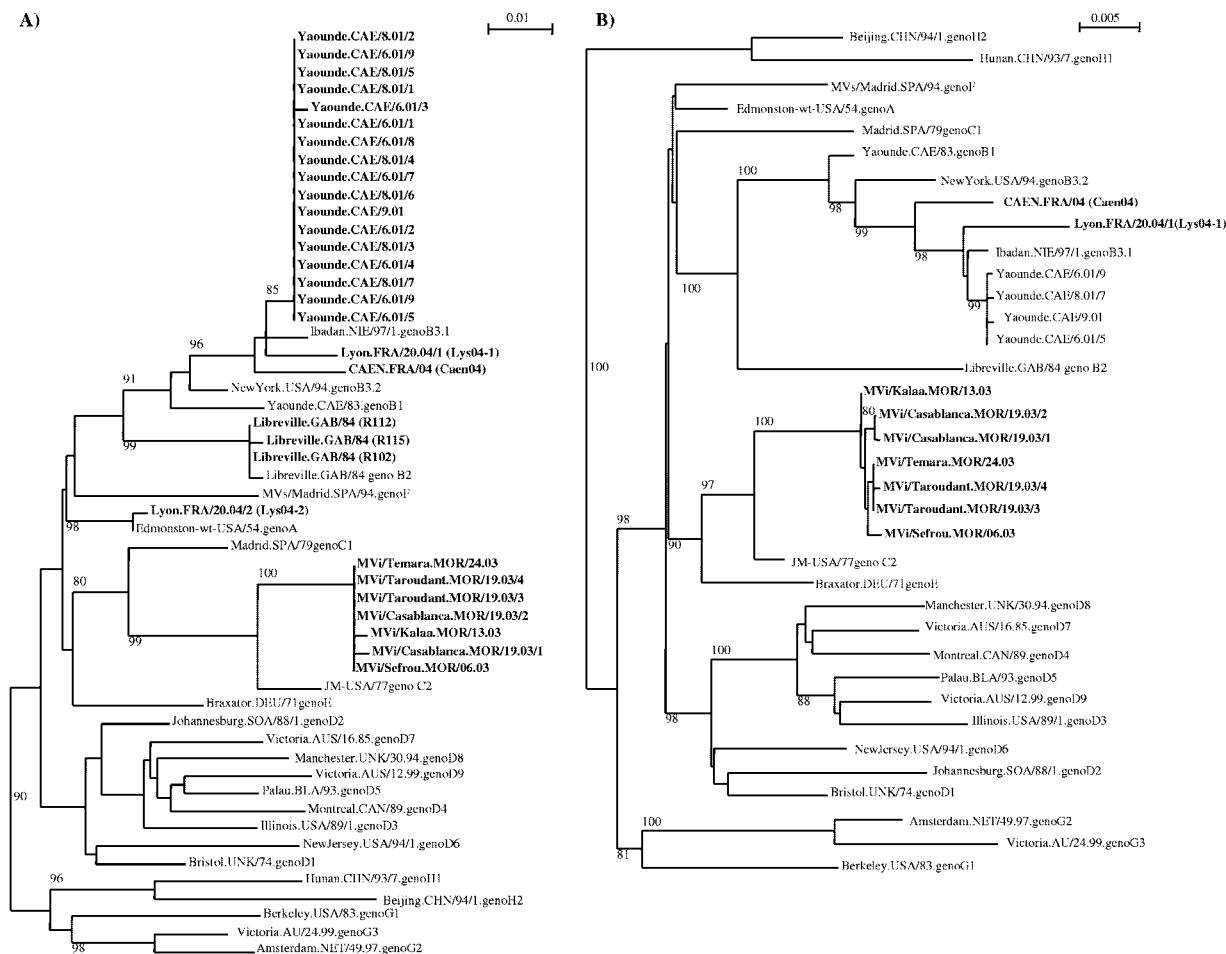 A)
0.01
Yaounde.CAE/8.01/2
Yaounde.CAE/6.01/9
Yaounde.CAE/8.01/5
Yaounde.CAE/8.01/1
Yaounde.CAE/6.01/3
Yaounde.CAE/6.01/1
Yaounde.CAE/6.01/8
Yaounde.CAE/8.01/4
Yaounde.CAE/6.01/7
Yaounde.CAE/8.01/6
Yaounde.CAE/9.01
Yaounde.CAE/6.01/2
Yaounde.CAE/8.01/3
Yaounde.CAE/6.01/4
Yaounde.CAE/8.01/7
Yaounde.CAE/6.01/9
Yaounde.CAE/6.01/5
85
Ibadan.NIE/97/1.genoB3.1
96
Lyon.FRA/20.04/1 (Lys04-1)
CAEN.FRA/04 (Caen04)
91
NewYork.USA/94.genoB3.2
Yaounde.CAE/83.genoB1
Libreville.GAB/84 (R112)
99
Libreville.GAB/84 (R115)
Libreville.GAB/84 (R102)
Libreville.GAB/84 geno B2
MVs/Madrid.SPA/94.genoF
Lyon.FRA/20.04/2 (Lys04-2)
98
Edmonston-wt-USA/54.genoA
Madrid.SPA/79genoC1
80
100
MVi/Temara.MOR/24.03
MVi/Taroudant.MOR/19.03/4
MVi/Taroudant.MOR/19.03/3
MVi/Casablanca.MOR/19.03/2
99
MVi/Kalaa.MOR/13.03
MVi/Casablanca.MOR/19.03/1
MVi/Sefrou.MOR/06.03
JM-USA/77geno C2
Braxator.DEU/71genoE
Johannesburg.SOA/88/1.genoD2
Victoria.AUS/16.85.genoD7
Manchester.UNK/30.94.genoD8
Victoria.AUS/12.99.genoD9
90
Palau.BLA/93.genoD5
Montreal.CAN/89.genoD4
Illinois.USA/89/1.genoD3
NewJersey.USA/94/1.genoD6
Bristol.UNK/74.genoD1
96
Hunan.CHN/93/7.genoH1
Beijing.CHN/94/1.genoH2
Berkeley.USA/83.genoG1
Victoria.AU/24.99.genoG3
98
Amsterdam.NET/49.97.genoG2
B)
0.005
Beijing.CHN/94/1.genoH2
Hunan.CHN/93/7.genoH1
MVs/Madrid.SPA/94.genoF
Edmonston-wt-USA/54.genoA
Madrid.SPA/79genoC1
Yaounde.CAE/83.genoB1
100
NewYork.USA/94.genoB3.2
98
CAEN.FRA/04 (Caen04)
99
Lyon.FRA/20.04/1(Lys04-1)
98
Ibadan.NIE/97/1.genoB3.1
Yaounde.CAE/6.01/9
100
Yaounde.CAE/8.01/7
99
Yaounde.CAE/9.01
Yaounde.CAE/6.01/5
100
Libreville.GAB/84 geno B2
MVi/Kalaa.MOR/13.03
80
MVi/Casablanca.MOR/19.03/2
100
MVi/Casablanca.MOR/19.03/1
MVi/Temara.MOR/24.03
97
MVi/Taroudant.MOR/19.03/4
MVi/Taroudant.MOR/19.03/3
98
MVi/Sefrou.MOR/06.03
90
JM-USA/77geno C2
Braxator.DEU/71genoE
Manchester.UNK/30.94.genoD8
Victoria.AUS/16.85.genoD7
100
Montreal.CAN/89.genoD4
Palau.BLA/93.genoD5
88
Victoria.AUS/12.99.genoD9
98
Illinois.USA/89/1.genoD3
NewJersey.USA/94/1.genoD6
Johannesburg.SOA/88/1.genoD2
Bristol.UNK/74.genoD1
Amsterdam.NET/49.97.genoG2
100
Victoria.AU/24.99.genoG3
81
Berkeley.USA/83.genoG1